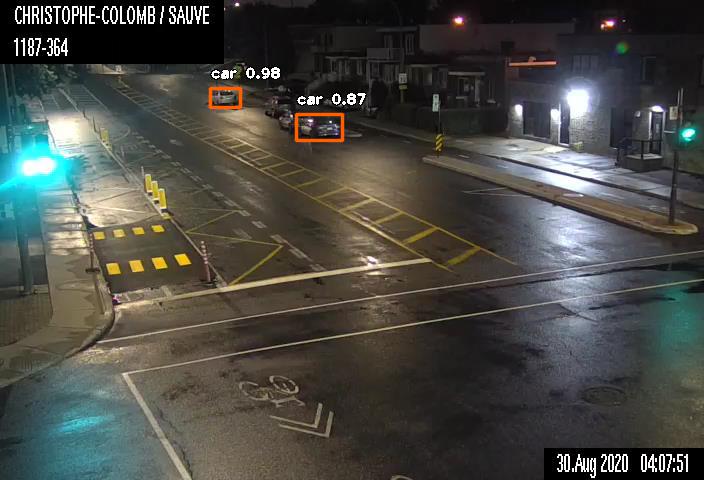 CHRISTOPHE-COLOMB / SAUVE
1187-364
car 0.98
car 0.87
30.Aug 2020 04:07:51